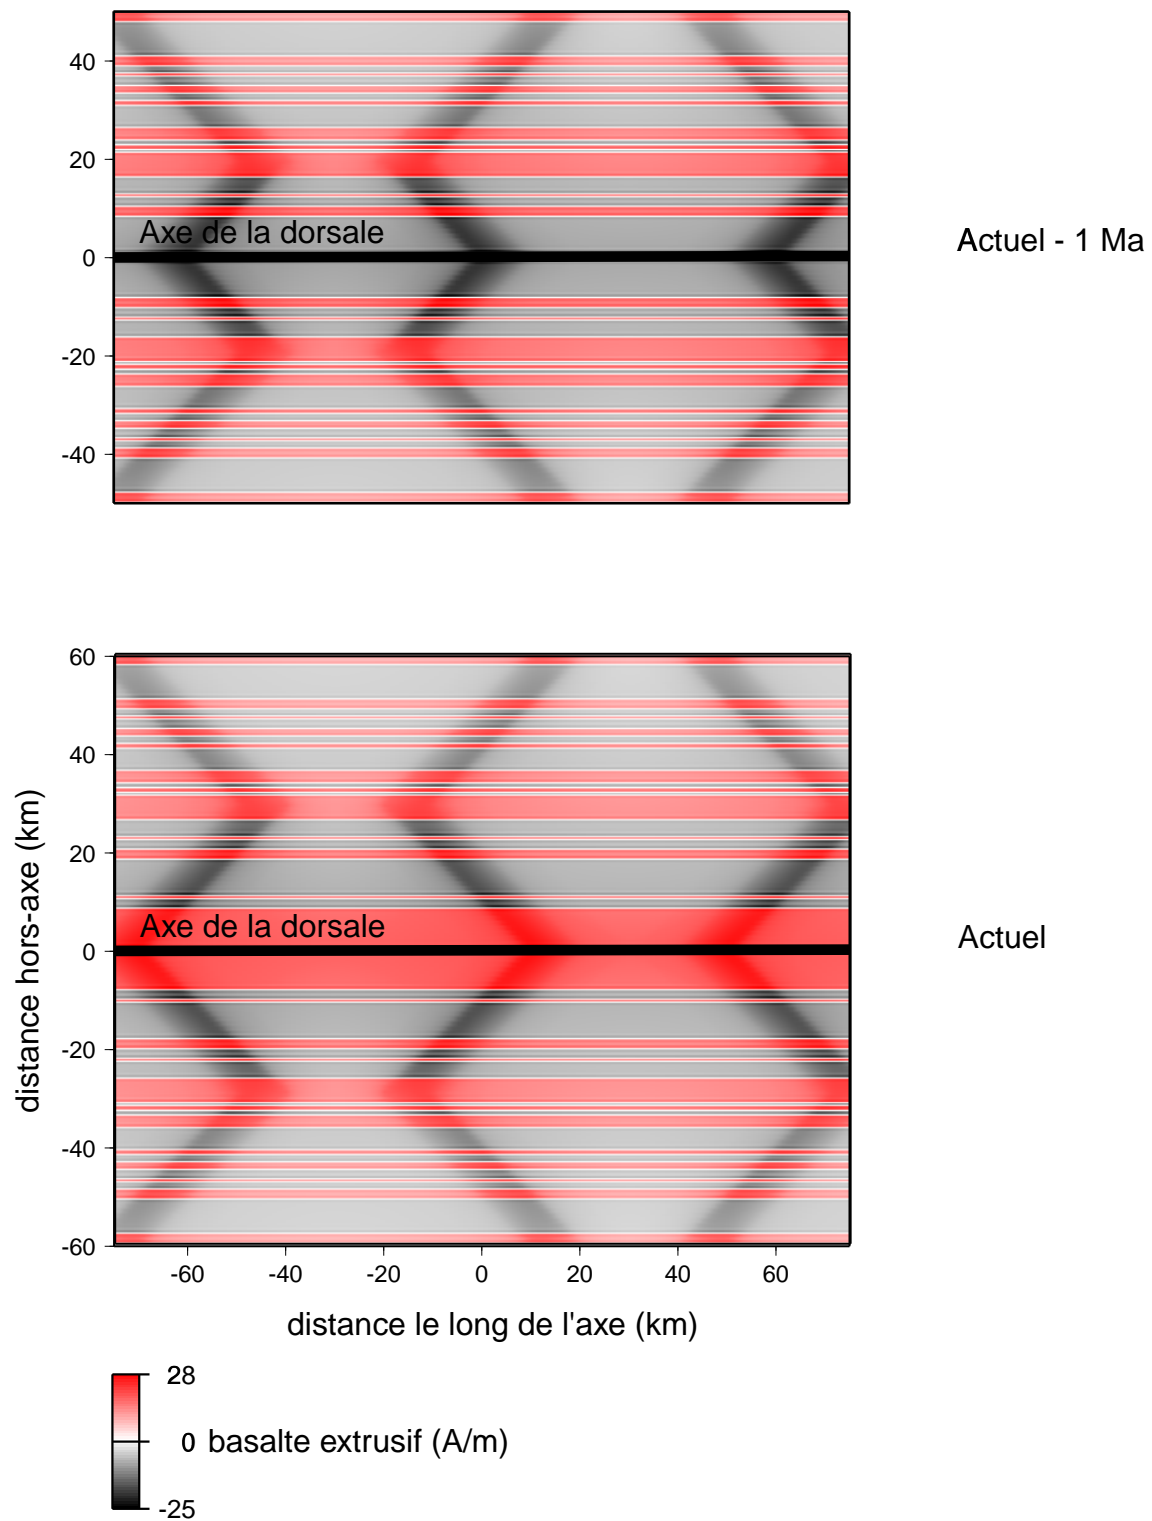 40
20
0
-20
-40
Axe de la dorsale
Actuel - 1 Ma
60
40
20
0
-20
-40
-60
Axe de la dorsale
Actuel
distance hors-axe (km)
-60 -40 -20 0 20 40 60
distance le long de l'axe (km)
28
0 basalte extrusif (A/m)
-25